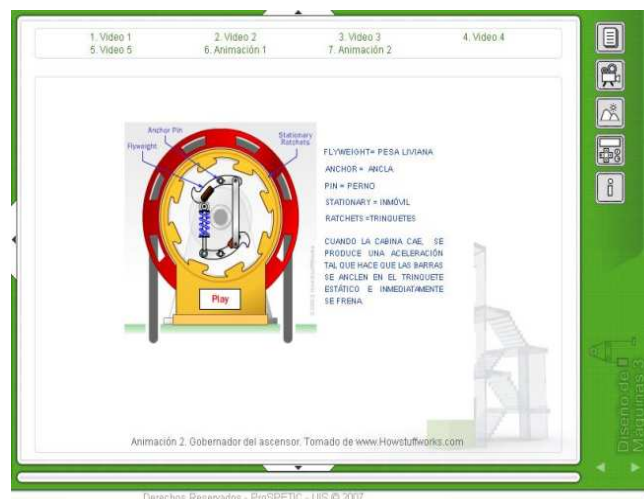 1. Video 1
2. Video 2
3. Video 3
4. Video 4
5. Video 5
6. Animación 1
7. Animación 2
Anchor Pin
Flyweight
Stationary
Ratchets
Play
FLYWEIGHT= PESA LIVIANA
ANCHOR = ANCLA
PIN = PERNO
STATIONARY = INMÓVIL
RATCHETS =TRINQUETES
CUANDO LA CABINA CAE, SE
PRODUCE UNA ACELERACIÓN
TAL QUE HACE QUE LAS BARRAS
SE ANCLEN EN EL TRINQUETE
ESTÁTICO E INMEDIATAMENTE
SE FRENA.
Animación 2. Gobernador del ascensor. Tomado de www.Howstuffworks.com
Diseño de
Maquinas 3
Derechos Reservados - ProSPETIC - UIS © 2007